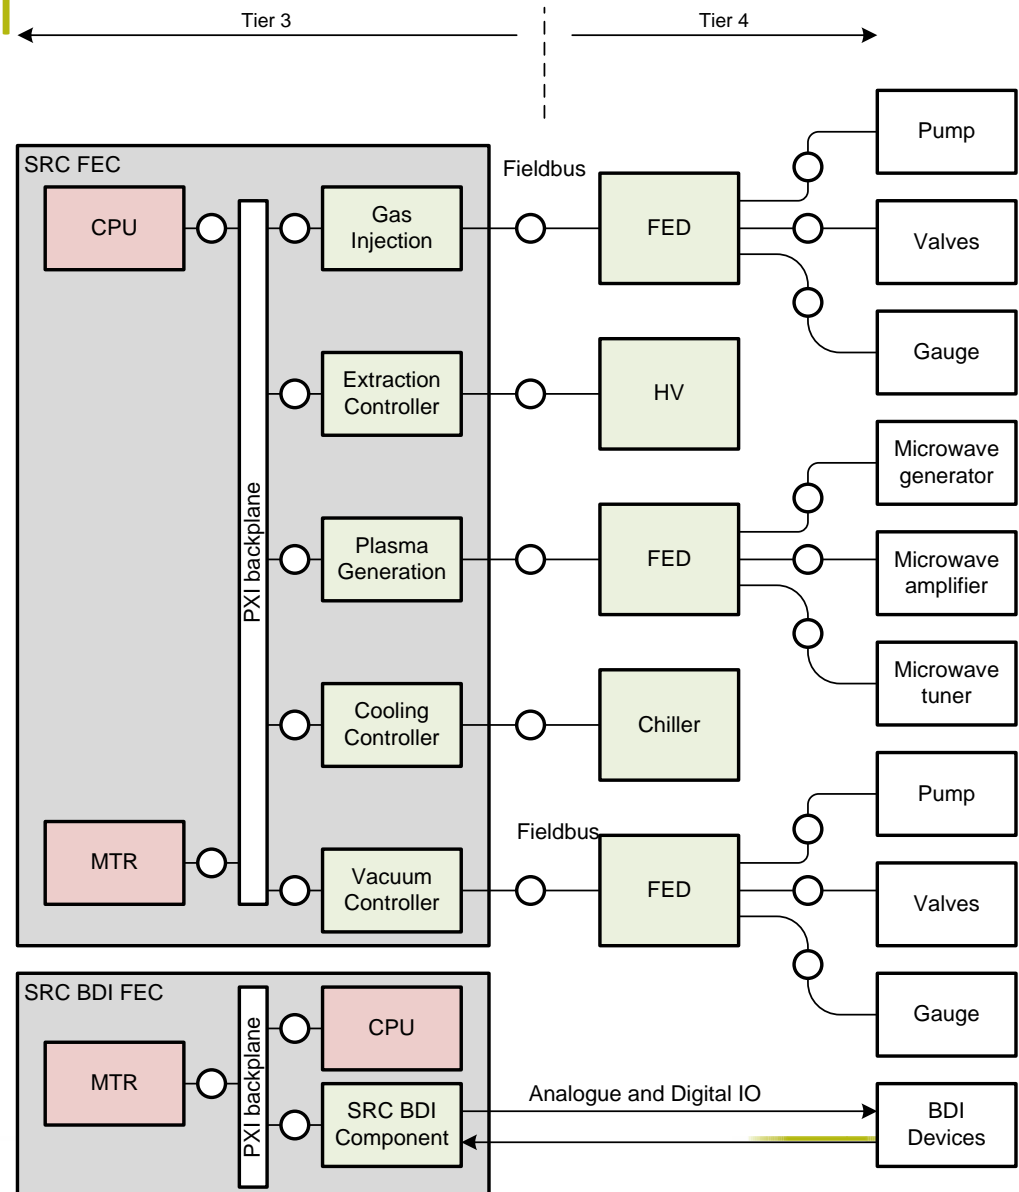 Tier 3
Tier 4
Pump
SRC FEC
Fieldbus
CPU
Gas
Injection
FED
Valves
Gauge
Extraction
Controller
HV
Microwave
generator
PXI backplane
Plasma
Generation
FED
Microwave
amplifier
Microwave
tuner
Cooling
Controller
Chiller
Pump
Fieldbus
MTR
Vacuum
Controller
FED
Valves
Gauge
SRC BDI FEC
PXI backplane
CPU
MTR
Analogue and Digital IO
SRC BDI
Component
BDI
Devices